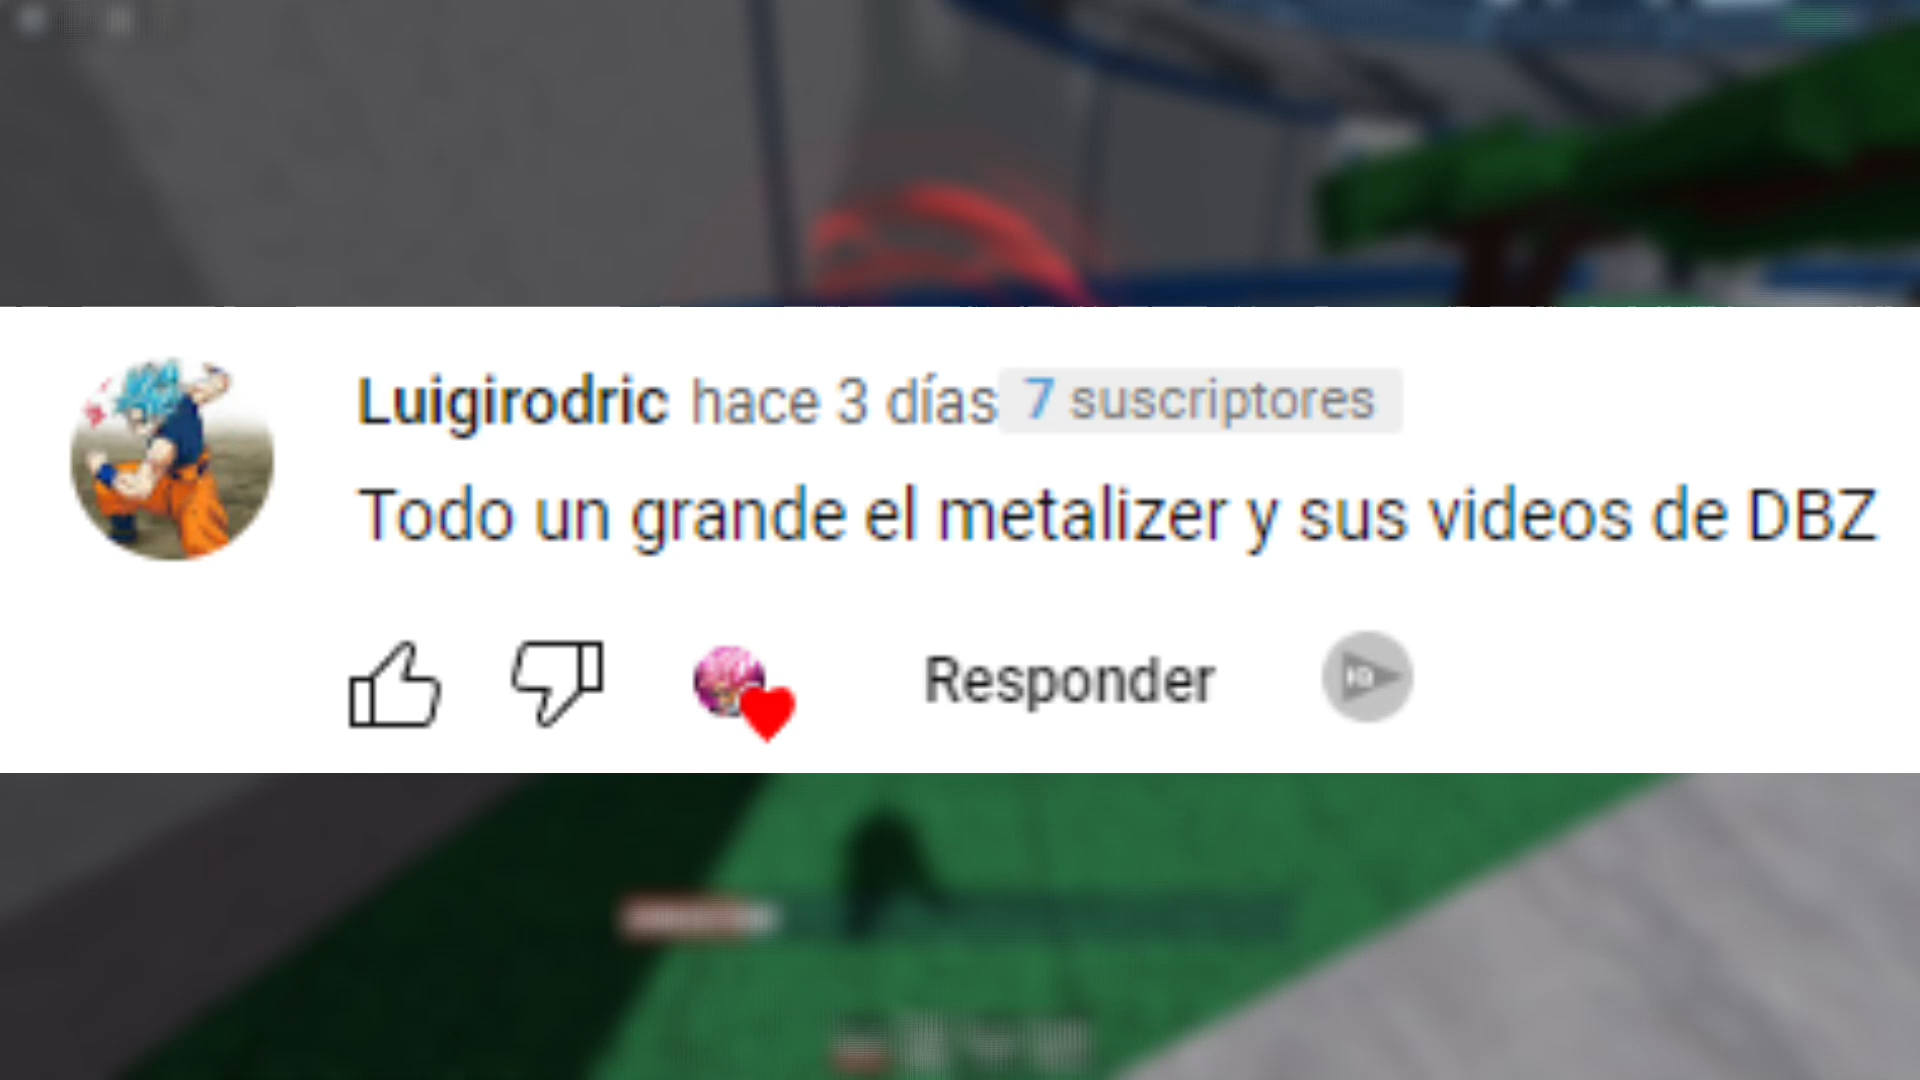 Luigirodric hace 3 días 7 suscriptores
Todo un grande el metalizer y sus videos de DBZ
Responder